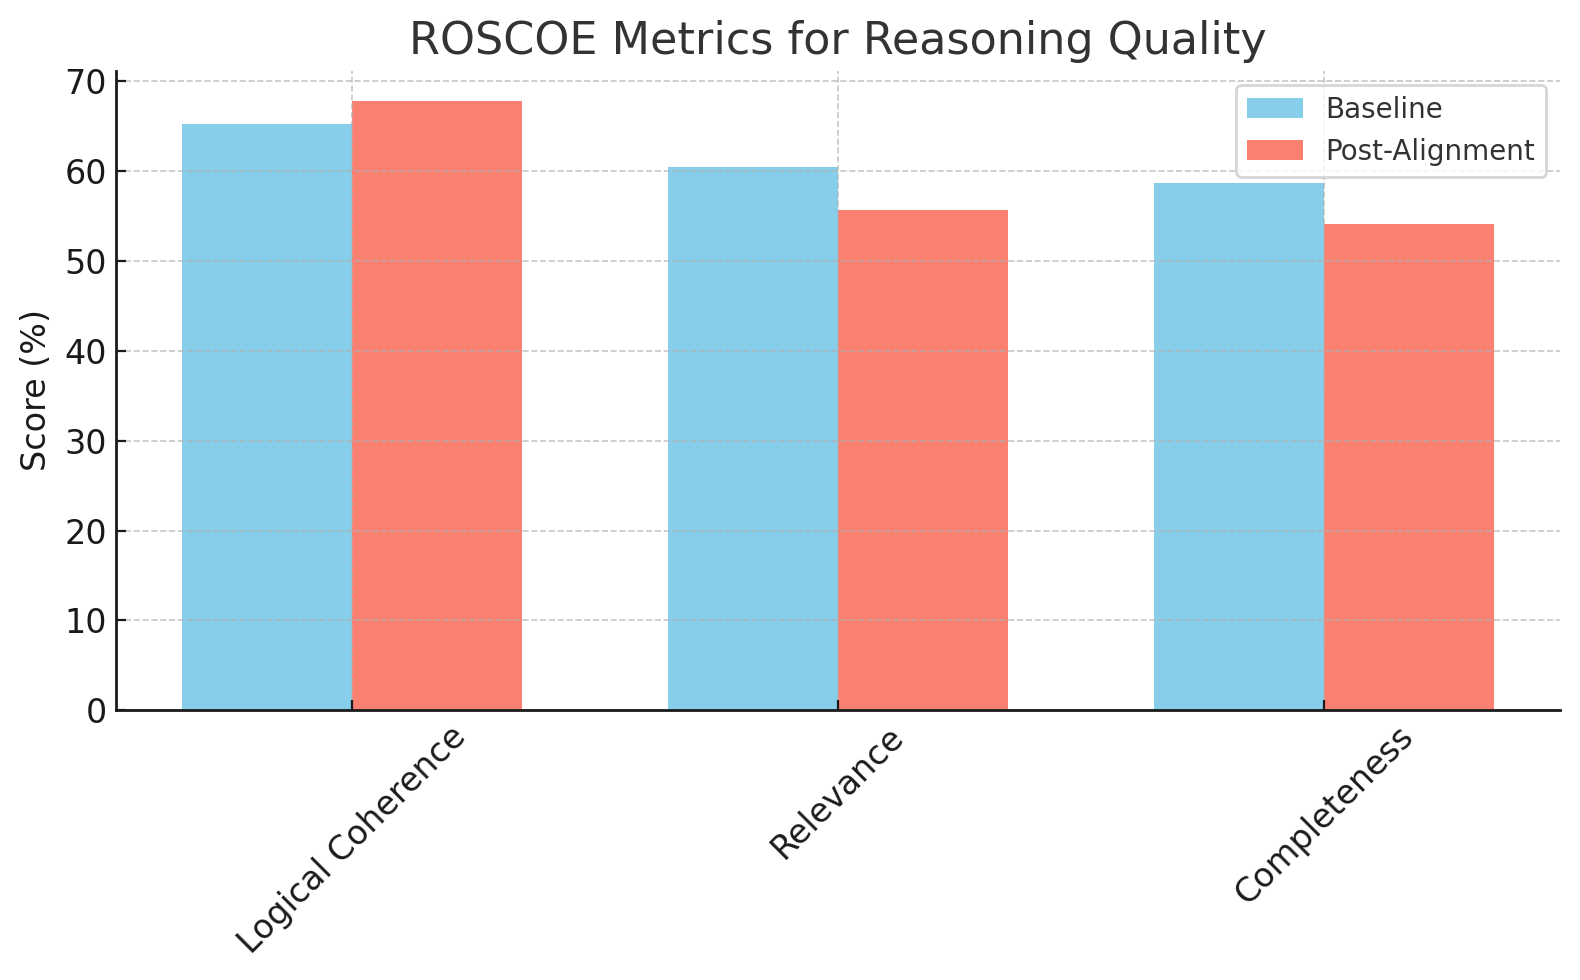 ROSCOE Metrics for Reasoning Quality
Baseline
Post-Alignment
Score (%)
70
60
50
40
30
20
10
0
Logical Coherence
Relevance
Completeness